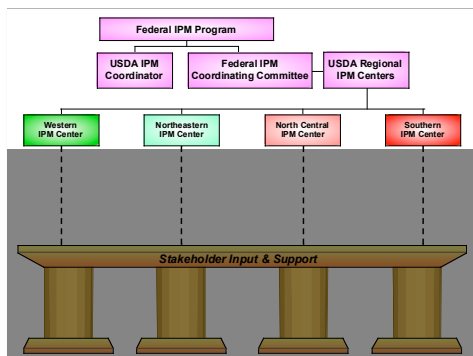 Federal IPM Program
USDA IPM
Coordinator
Federal IPM
Coordinating Committee
USDA Regional
IPM Centers
Western
IPM Center
Northeastern
IPM Center
North Central
IPM Center
Southern
IPM Center
Stakeholder Input & Support